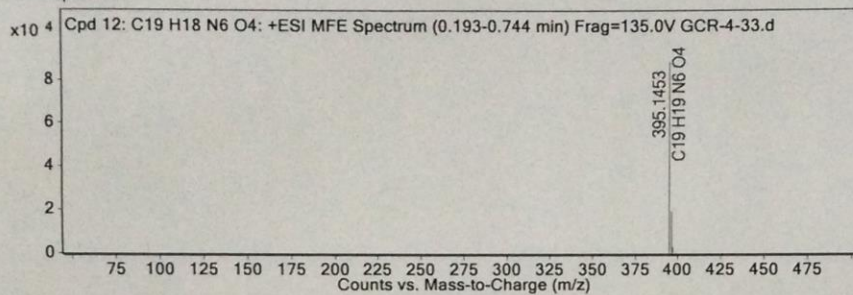 x10 4
Cpd 12: C19 H18 N6 O4: +ESI MFE Spectrum (0.193-0.744 min) Frag=135.0V GCR-4-33.d
8
6
4
2
0
395.1453
C19 H19 N6 O4
75 100 125 150 175 200 225 250 275 300 325 350 375 400 425 450 475
Counts vs. Mass-to-Charge (m/z)